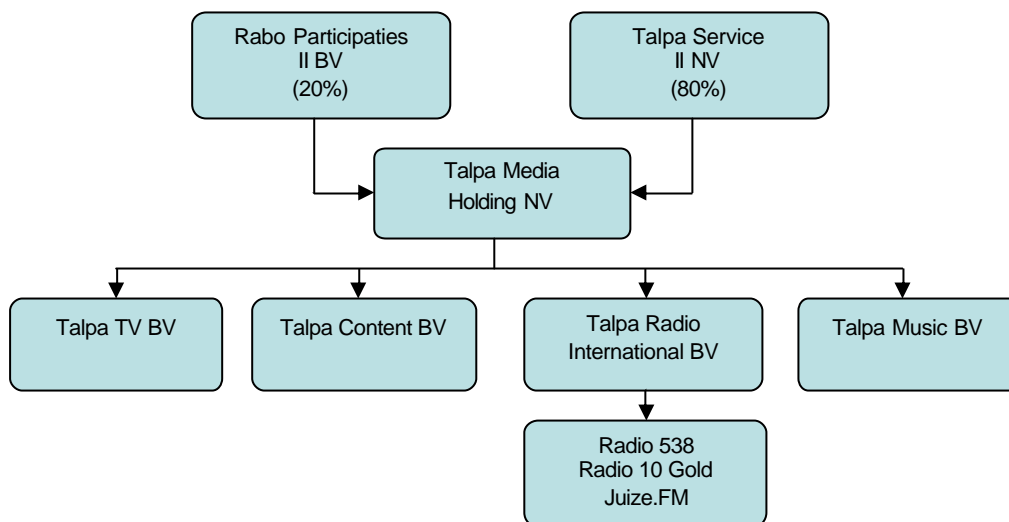 Rabo Participaties
II BV
(20%)
Talpa Service
II NV
(80%)
Talpa Media
Holding NV
Talpa TV BV
Talpa Content BV
Talpa Radio
International BV
Talpa Music BV
Radio 538
Radio 10 Gold
Juize.FM